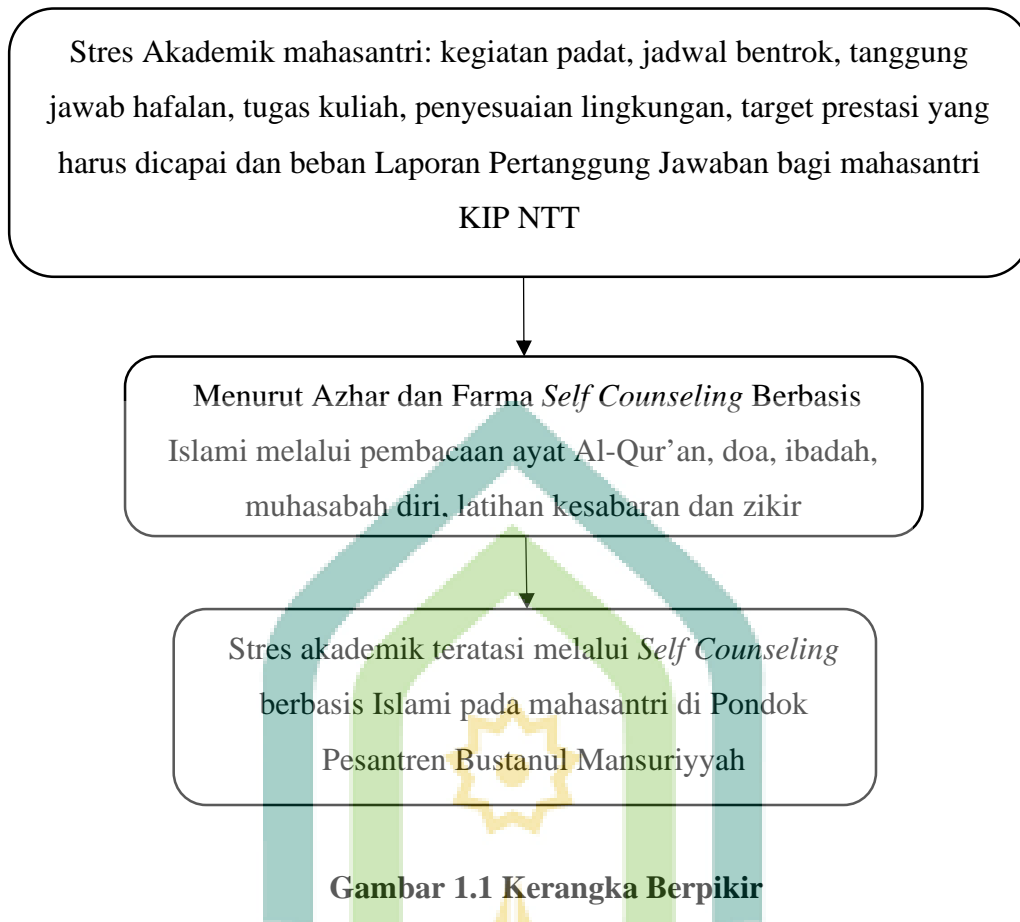 Stres Akademik mahasantri: kegiatan padat, jadwal bentrok, tanggung
jawab hafalan, tugas kuliah, penyesuaian lingkungan, target prestasi yang
harus dicapai dan beban Laporan Pertanggung Jawaban bagi mahasantri
KIP NTT
Menurut Azhar dan Farma Self Counseling Berbasis
Islami melalui pembacaan ayat Al-Qur’an, doa, ibadah,
muhasabah diri, latihan kesabaran dan zikir
Stres akademik teratasi melalui Self Counseling
berbasis Islami pada mahasantri di Pondok
Pesantren Bustanul Mansuriyyah
Gambar 1.1 Kerangka Berpikir